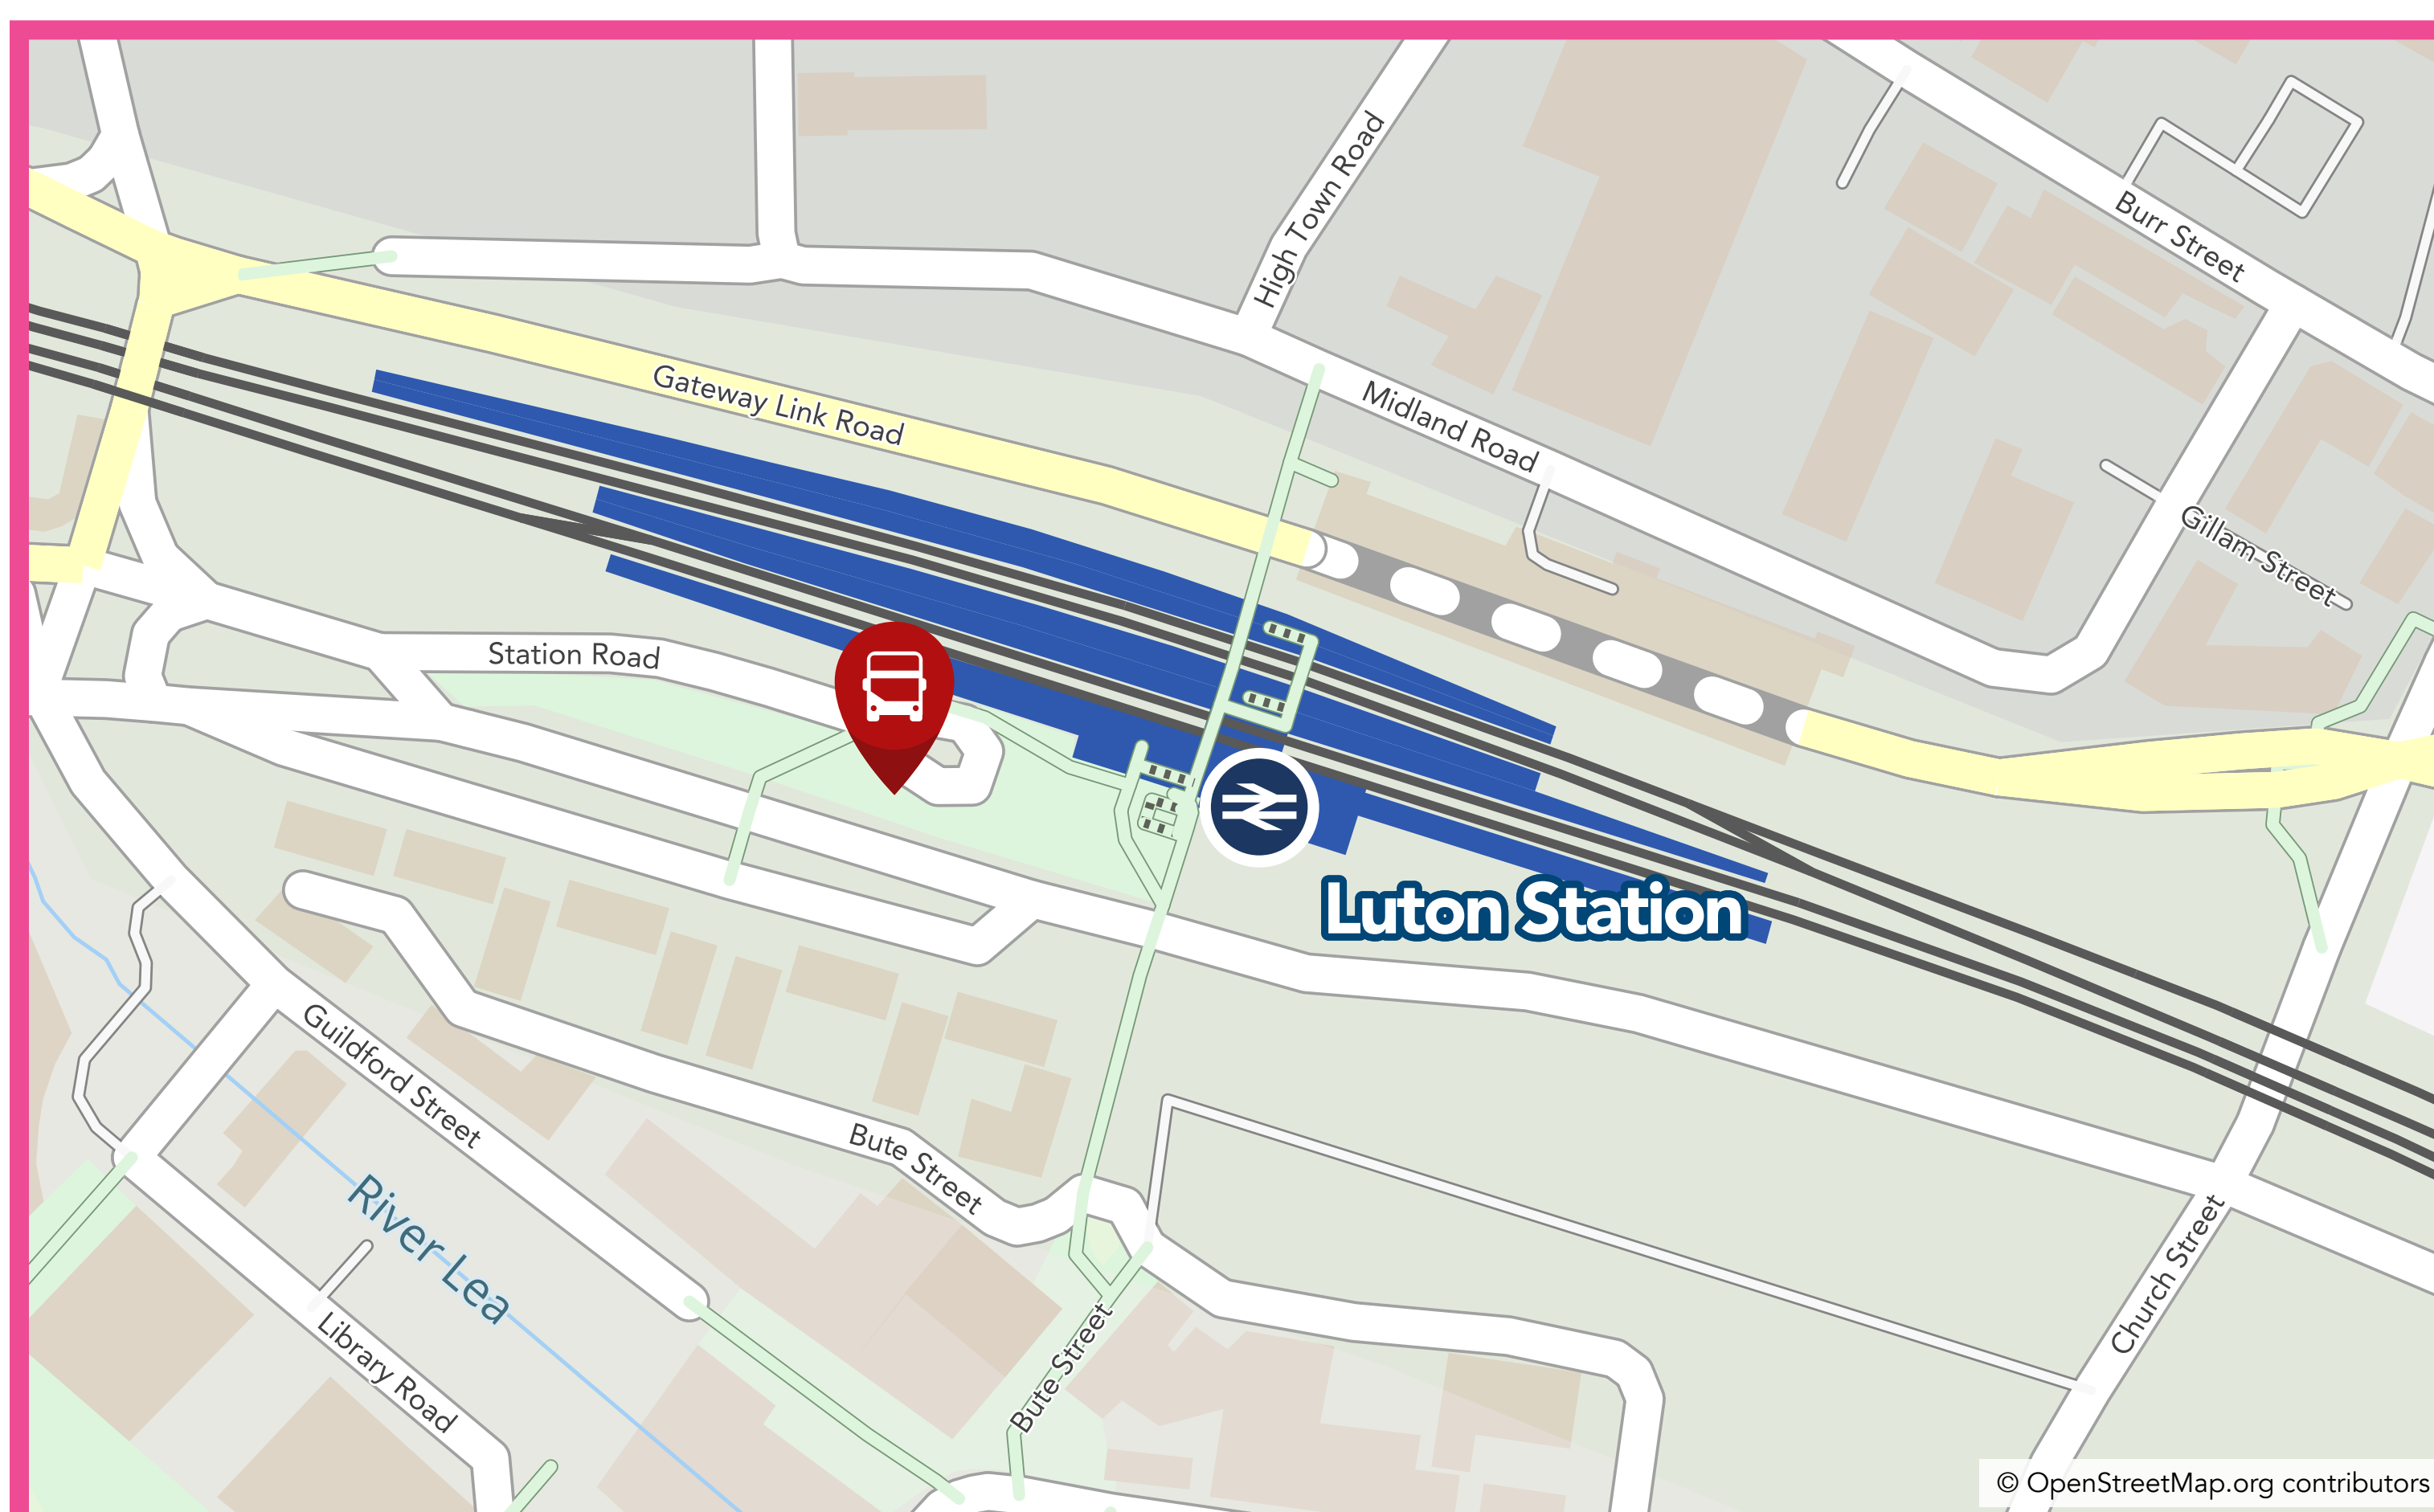 High Town Road
Burr Street
Gateway Link Road
Midland Road
Gillam Street
Station Road
Luton Station
Guildford Street
Bute Street
River Lea
Church Street
Library Road
Bute Street
© OpenStreetMap.org contributors